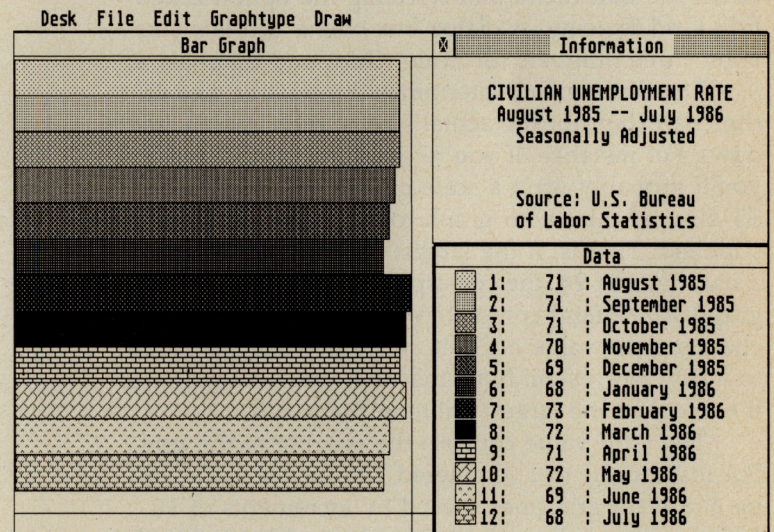 Desk File Edit Graphtype Draw
Bar Graph
Information
CIVILIAN UNEMPLOYMENT RATE
August 1985 -- July 1986
Seasonally Adjusted
Source: U.S. Bureau
of Labor Statistics
Data
1: 71 : August 1985
2: 71 : September 1985
3: 71 : October 1985
4: 70 : November 1985
5: 69 : December 1985
6: 68 : January 1986
7: 73 : February 1986
8: 72 : March 1986
9: 71 : April 1986
10: 72 : May 1986
11: 69 : June 1986
12: 68 : July 1986